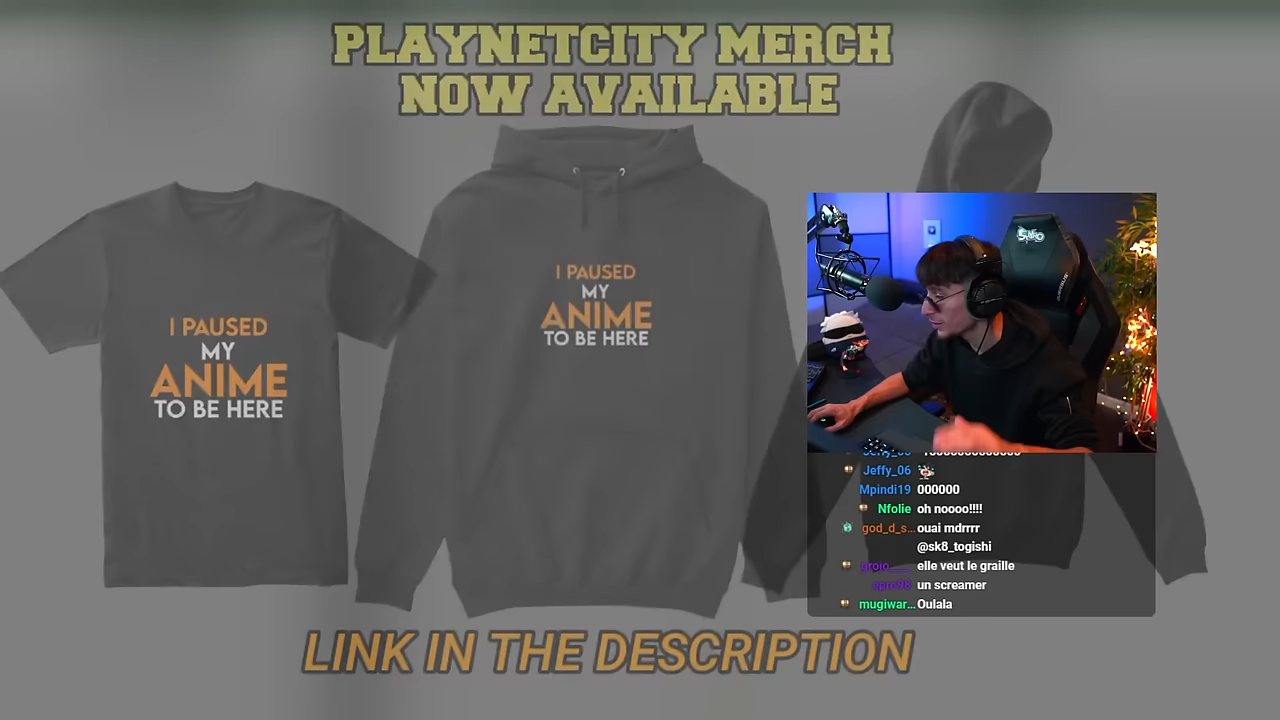 PLAYNETCITY MERCH
NOW AVAILABLE
I PAUSED
MY
ANIME
TO BE HERE
I PAUSED
MY
ANIME
TO BE HERE
Jeffy_06
Mpindi19 000000
Nfolie oh noooo!!!!
god_d_s... ouai mdrrrr
@sk8_togishi
elle veut le graille
un screamer
mugiwar... Oulala
LINK IN THE DESCRIPTION